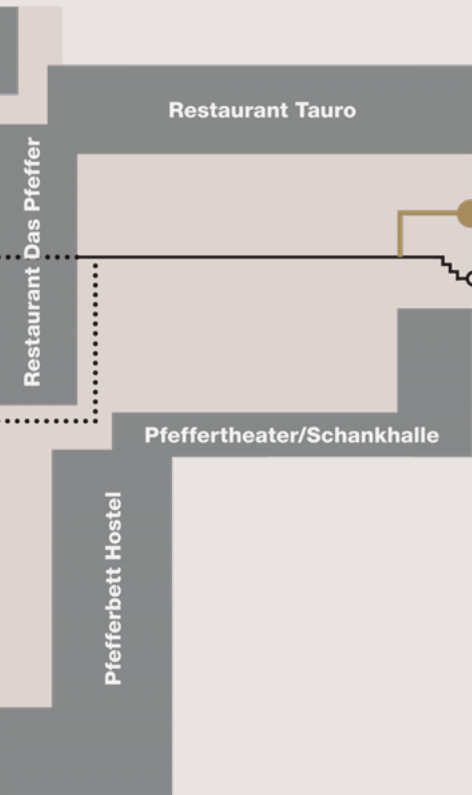 Restaurant Tauro
Restaurant Das Pfeffer
Pfeffertheater/Schankhalle
Pfefferbett Hostel